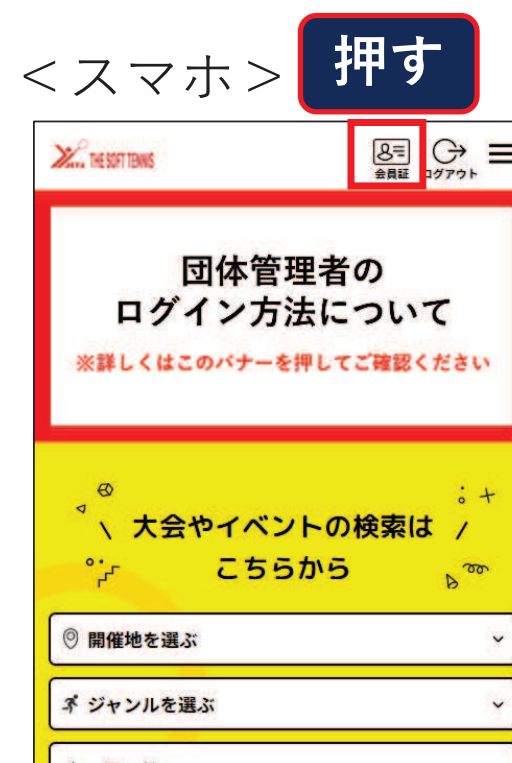 ＜スマホ＞ 押す
THE SOFT TENNIS
会員証 ログアウト
団体管理者の
ログイン方法について
※詳しくはこのバナーを押してご確認ください
大会やイベントの検索は
こちらから
開催地を選ぶ
ジャンルを選ぶ